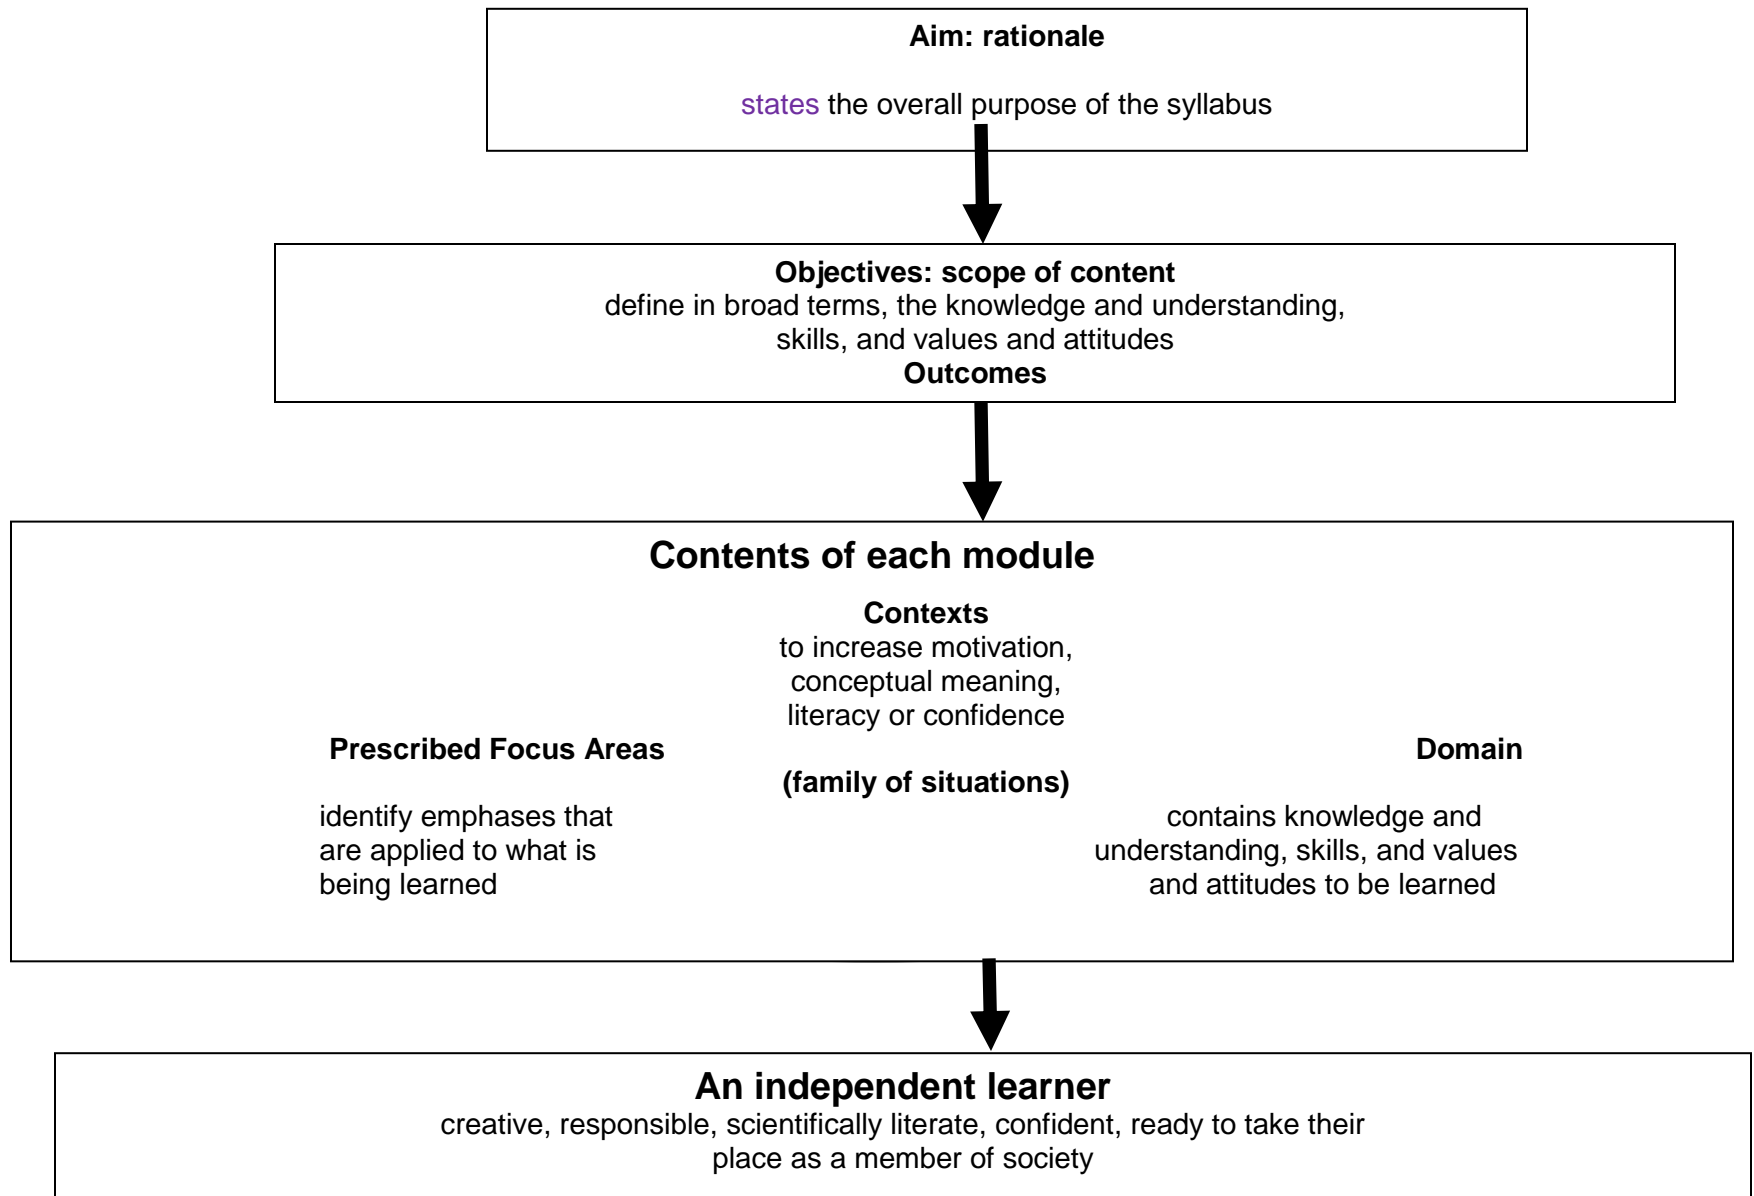 Aim: rationale
states the overall purpose of the syllabus
Objectives: scope of content
define in broad terms, the knowledge and understanding,
skills, and values and attitudes
Outcomes
Contents of each module
Contexts
to increase motivation,
conceptual meaning,
literacy or confidence
(family of situations)
Prescribed Focus Areas
identify emphases that
are applied to what is
being learned
Domain
contains knowledge and
understanding, skills, and values
and attitudes to be learned
An independent learner
creative, responsible, scientifically literate, confident, ready to take their
place as a member of society